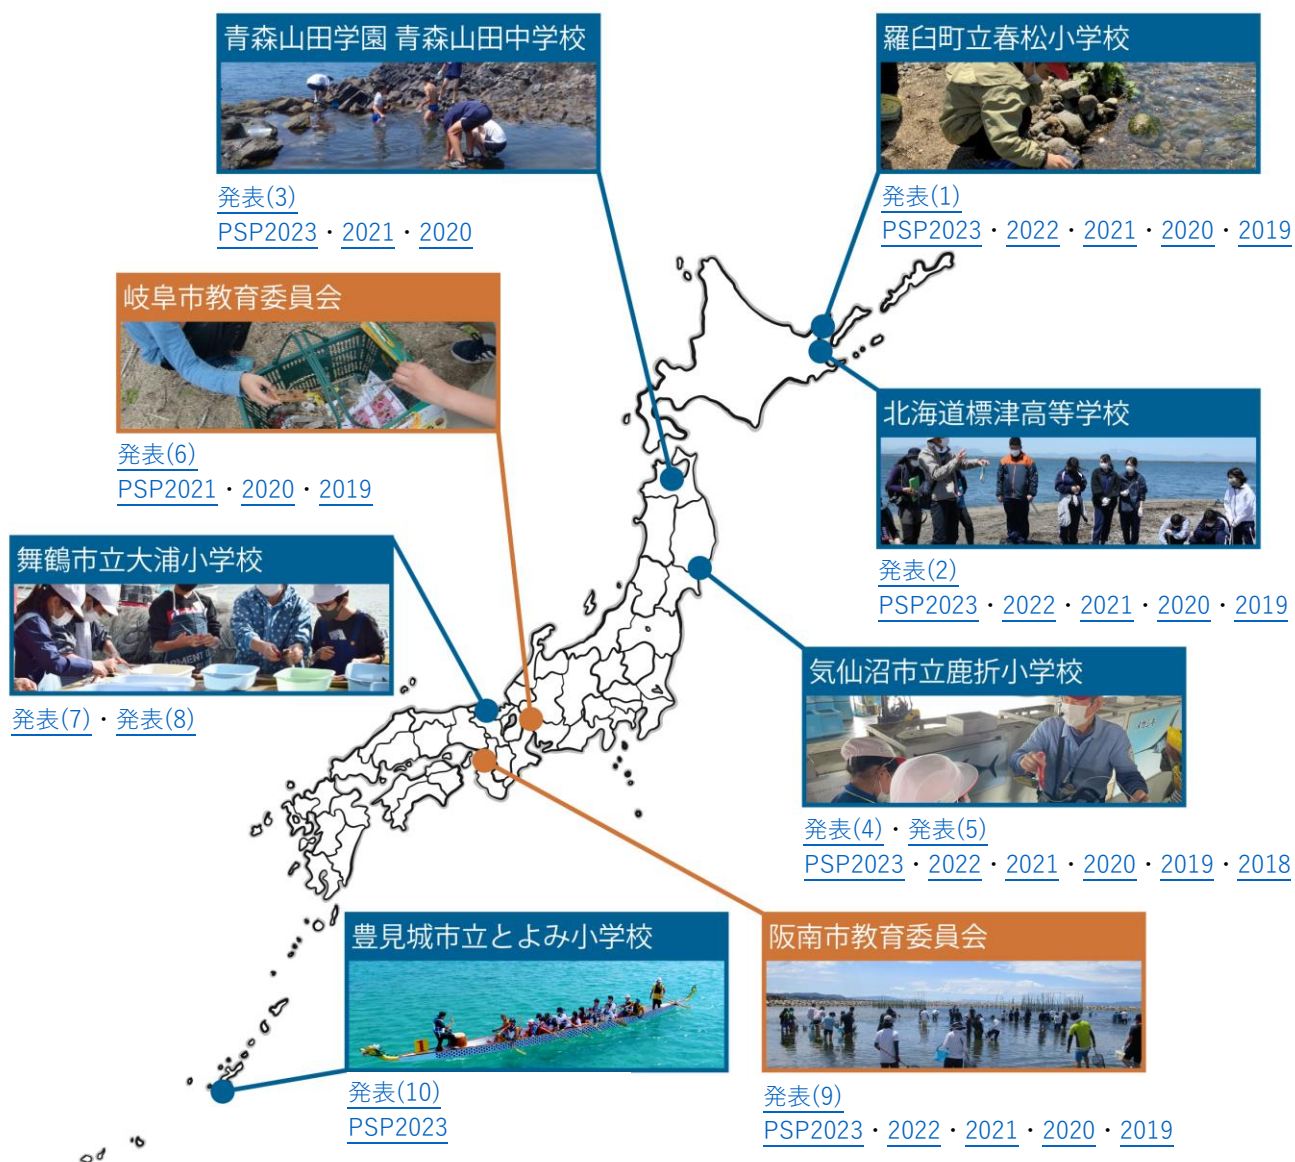 青森山田学園 青森山田中学校
発表(3)
PSP2023・2021・2020
羅臼町立春松小学校
発表(1)
PSP2023・2022・2021・2020・2019
岐阜市教育委員会
発表(6)
PSP2021・2020・2019
北海道標津高等学校
発表(2)
PSP2023・2022・2021・2020・2019
舞鶴市立大浦小学校
発表(7)・発表(8)
気仙沼市立鹿折小学校
発表(4)・発表(5)
PSP2023・2022・2021・2020・2019・2018
豊見城市立とよみ小学校
発表(10)
PSP2023
阪南市教育委員会
発表(9)
PSP2023・2022・2021・2020・2019